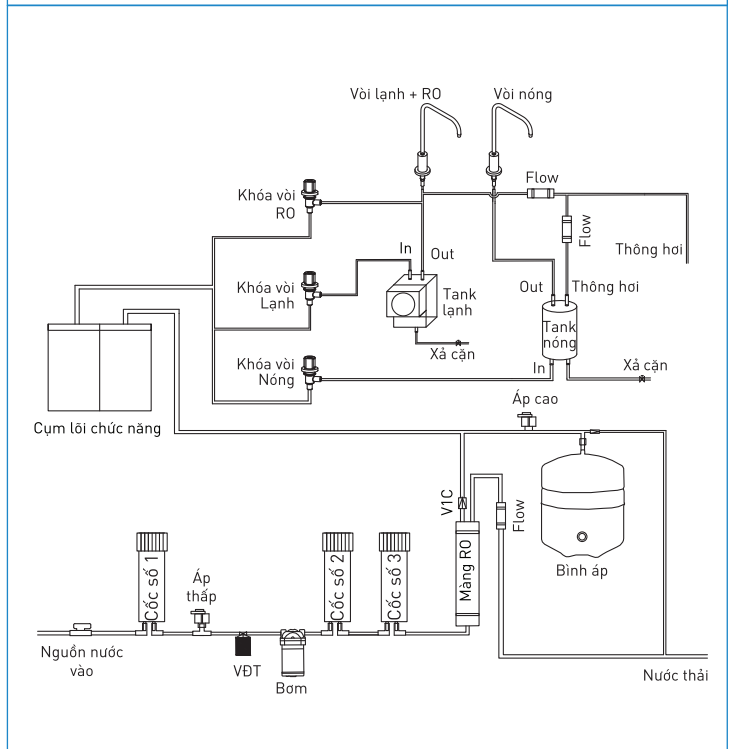 Vòi lạnh + RO
Vòi nóng
Flow
Khóa vòi
RO
Flow
Thông hơi
In
Out
Khóa vòi
Lạnh
Tank
lạnh
Out
Thông hơi
Tank
nóng
Xả cặn
In
Khóa vòi
Nóng
Xả cặn
Áp cao
Cụm lõi chức năng
V1C
Flow
Màng RO
Bình áp
Cốc số 1
Áp
thấp
Cốc số 2
Cốc số 3
Nguồn nước
vào
VĐT
Bơm
Nước thải